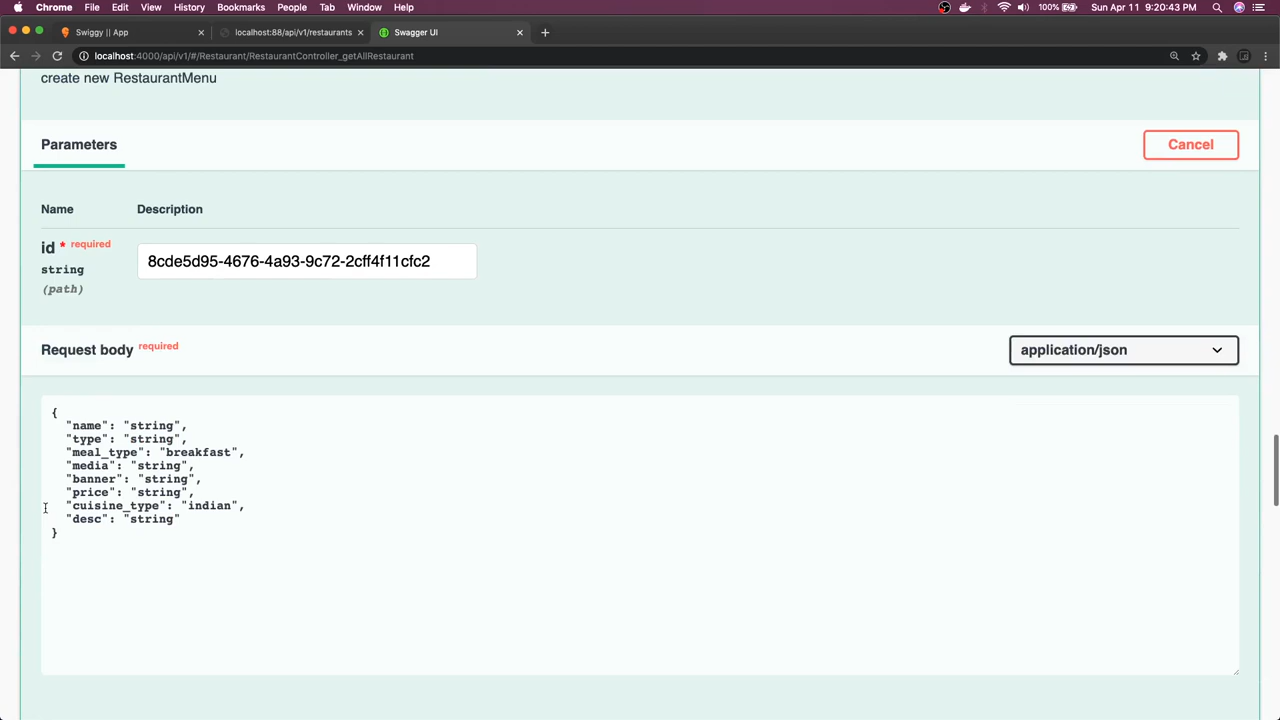 Chrome File Edit View History Bookmarks People Tab Window Help 100% Sun Apr 11 9:20:43 PM
Swiggy || App localhost:88/api/v1/restaurants Swagger UI
localhost:4000/api/v1/#/Restaurant/RestaurantController_getAllRestaurant
create new RestaurantMenu
Parameters Cancel
Name Description
id * required
8cde5d95-4676-4a93-9c72-2cff4f11cfc2
string
(path)
Request body required application/json
{
"name": "string",
"type": "string",
"meal_type": "breakfast",
"media": "string",
"banner": "string",
"price": "string",
"cuisine_type": "indian",
"desc": "string"
}